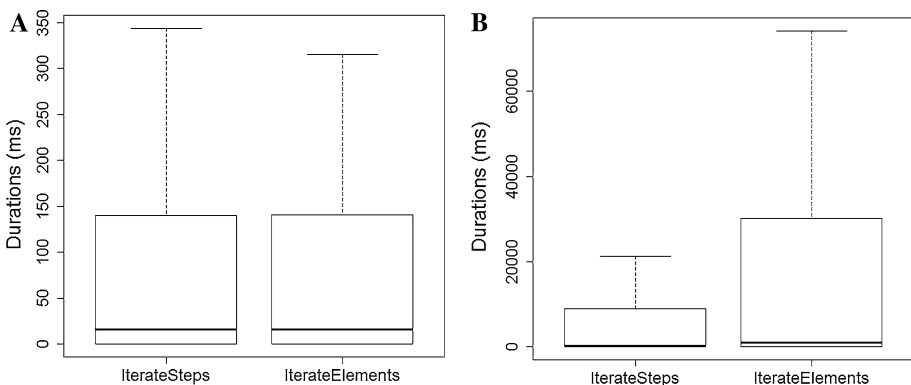 A
Durations (ms)
350
300
250
200
150
100
50
0
IterateSteps
IterateElements
B
Durations (ms)
60000
40000
20000
0
IterateSteps
IterateElements